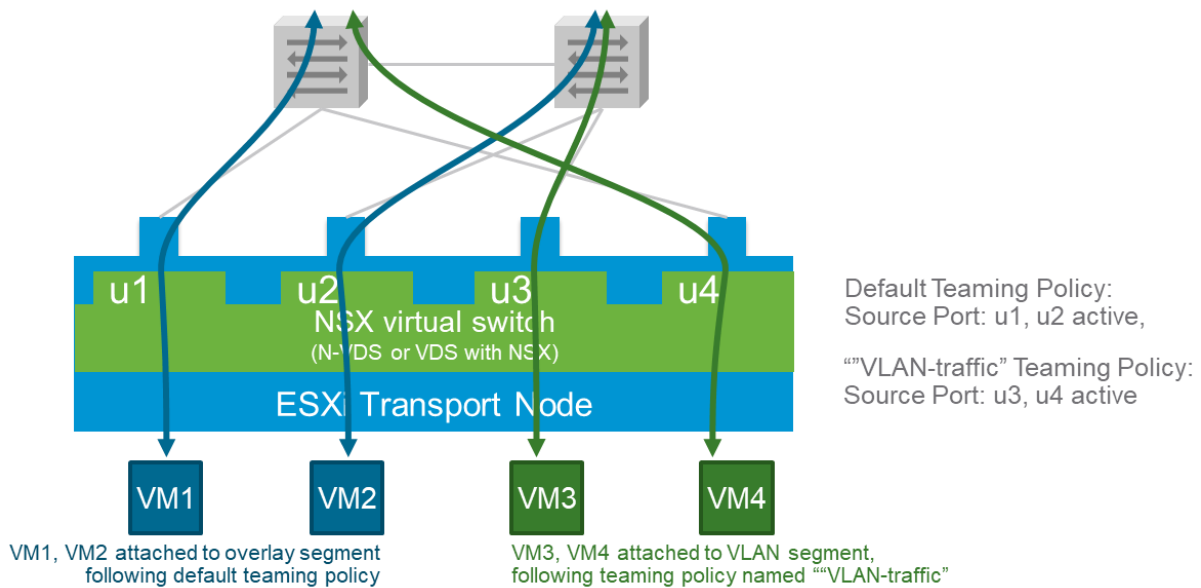 u1
u2
u3
u4
NSX virtual switch
(N-VDS or VDS with NSX)
ESXi Transport Node
Default Teaming Policy:
Source Port: u1, u2 active,
“”VLAN-traffic” Teaming Policy:
Source Port: u3, u4 active
VM1
VM2
VM3
VM4
VM1, VM2 attached to overlay segment
following default teaming policy
VM3, VM4 attached to VLAN segment,
following teaming policy named ““VLAN-traffic”